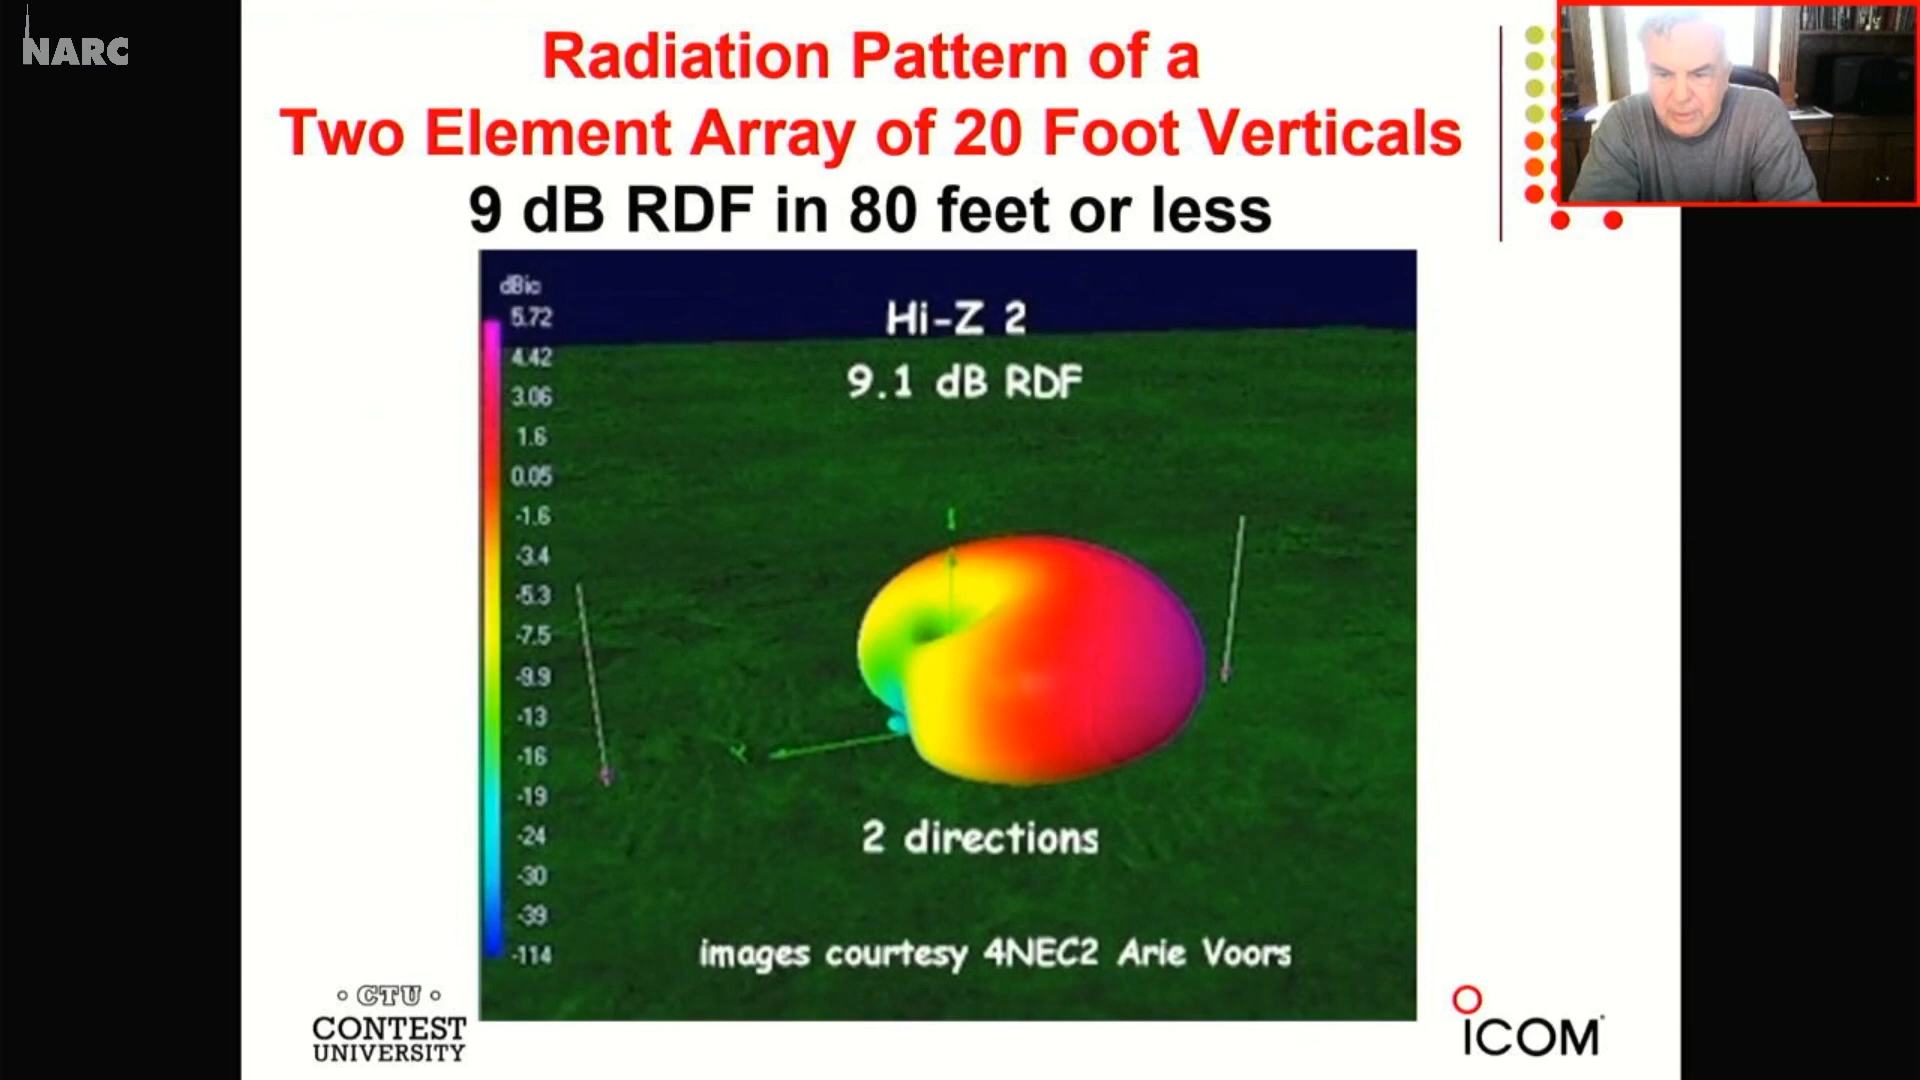 NARC
Radiation Pattern of a
Two Element Array of 20 Foot Verticals
9 dB RDF in 80 feet or less
dBic
5.72
4.42
3.06
1.6
0.05
-1.6
-3.4
-5.3
-7.5
-9.9
-13
-16
-19
-24
-30
-39
-114
Hi-Z 2
9.1 dB RDF
2 directions
images courtesy 4NEC2 Arie Voors
CTU
CONTEST
UNIVERSITY
ICOM